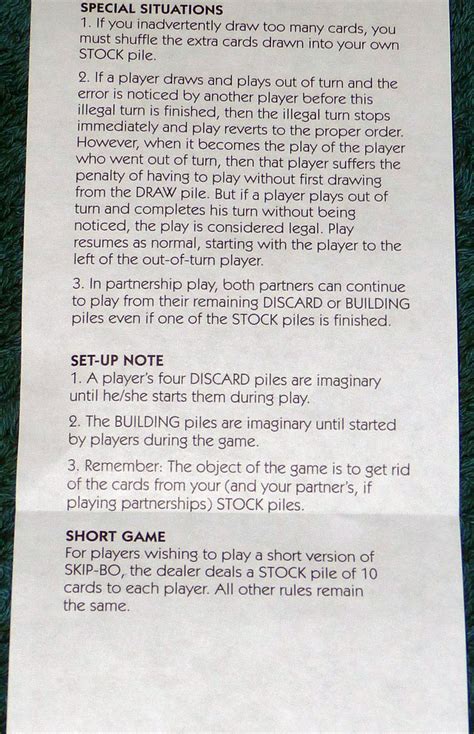 SPECIAL SITUATIONS
1. If you inadvertently draw too many cards, you
must shuffle the extra cards drawn into your own
STOCK pile.
2. If a player draws and plays out of turn and the
error is noticed by another player before this
illegal turn is finished, then the illegal turn stops
immediately and play reverts to the proper order.
However, when it becomes the play of the player
who went out of turn, then that player suffers the
penalty of having to play without first drawing
from the DRAW pile. But if a player plays out of
turn and completes his turn without being
noticed, the play is considered legal. Play
resumes as normal, starting with the player to the
left of the out-of-turn player.
3. In partnership play, both partners can continue
to play from their remaining DISCARD or BUILDING
piles even if one of the STOCK piles is finished.
SET-UP NOTE
1. A player's four DISCARD piles are imaginary
until he/she starts them during play.
2. The BUILDING piles are imaginary until started
by players during the game.
3. Remember: The object of the game is to get rid
of the cards from your (and your partner's, if
playing partnerships) STOCK piles.
SHORT GAME
For players wishing to play a short version of
SKIP-BO, the dealer deals a STOCK pile of 10
cards to each player. All other rules remain
the same.